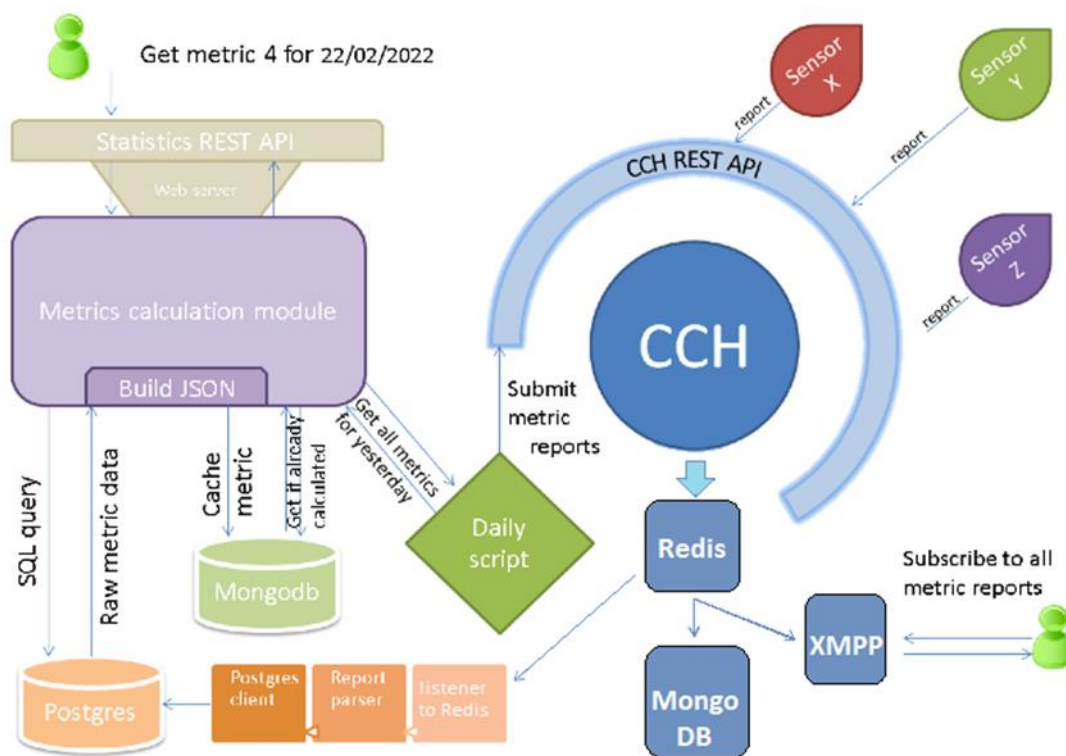 Get metric 4 for 22/02/2022
Statistics REST API
Web server
Metrics calculation module
Build JSON
SQL query
Raw metric data
Cache
metric
Get if already
calculated
Get all metrics
for yesterday
Mongodb
Postgres
Daily
script
Submit
metric
reports
Postgres
client
Report
parser
listener
to Redis
CCH REST API
CCH
Sensor
X
report
Sensor
Y
report
Sensor
Z
report
Redis
Mongo
DB
XMPP
Subscribe to all
metric reports